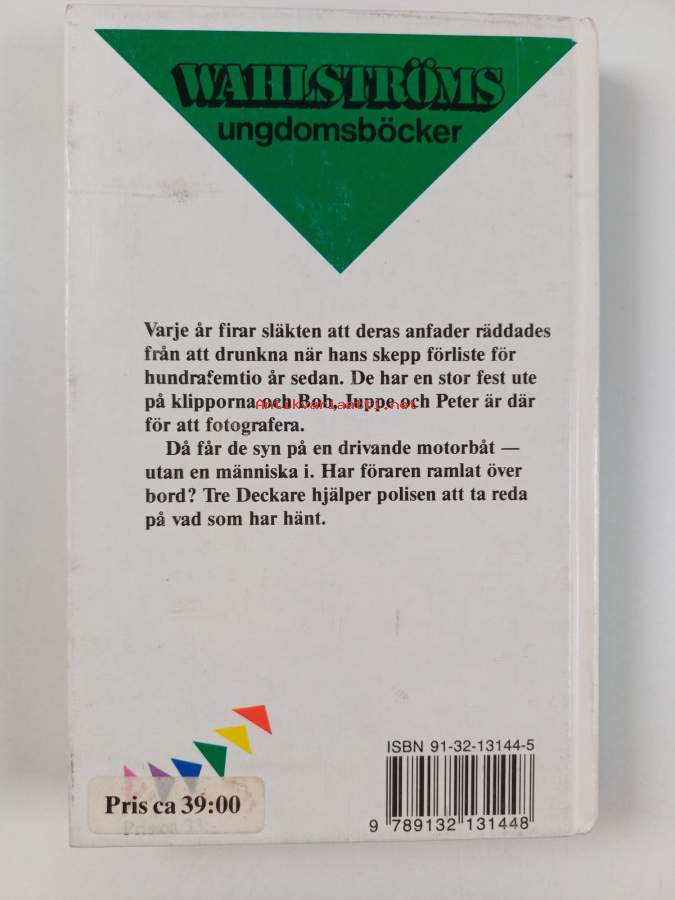 WAHLSTRÖMS
ungdomsböcker
Varje år firar släkten att deras anfader räddades
från att drunkna när hans skepp förliste för
hundrafemtio år sedan. De har en stor fest ute
på klipporna och Bob, Juppe och Peter är där
antikvariaatti.net
för att fotografera.
Då får de syn på en drivande motorbåt —
utan en människa i. Har föraren ramlat över
bord? Tre Deckare hjälper polisen att ta reda
på vad som har hänt.
ISBN 91-32-13144-5
Pris ca 39:00
9 789132 131448